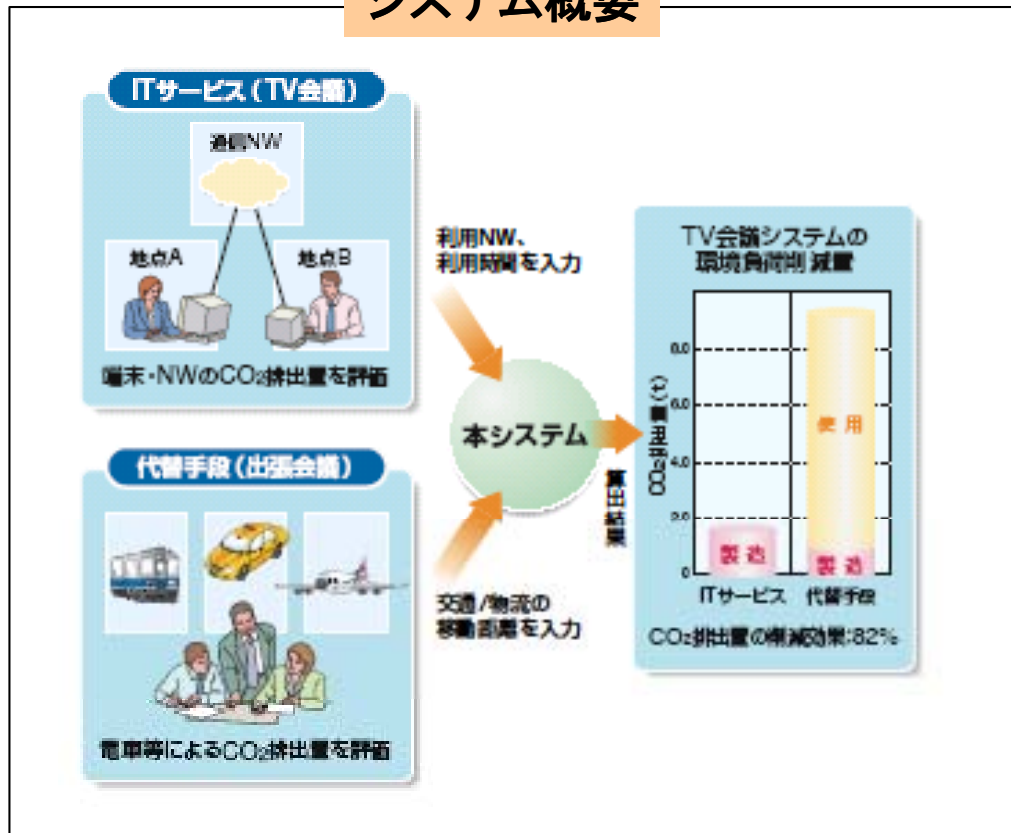 システム概要
ITサービス(TV会議)
通信NW
地点A
地点B
端末・NWのCO₂排出量を評価
代替手段(出張会議)
電車等によるCO₂排出量を評価
利用NW、
利用時間を入力
本システム
交通/物流の
移動距離を入力
算出結果
TV会議システムの
環境負荷削減量
CO₂排出量(t)
8.0
6.0
4.0
2.0
0
使用
製造
製造
ITサービス
代替手段
CO₂排出量の削減効果:82%